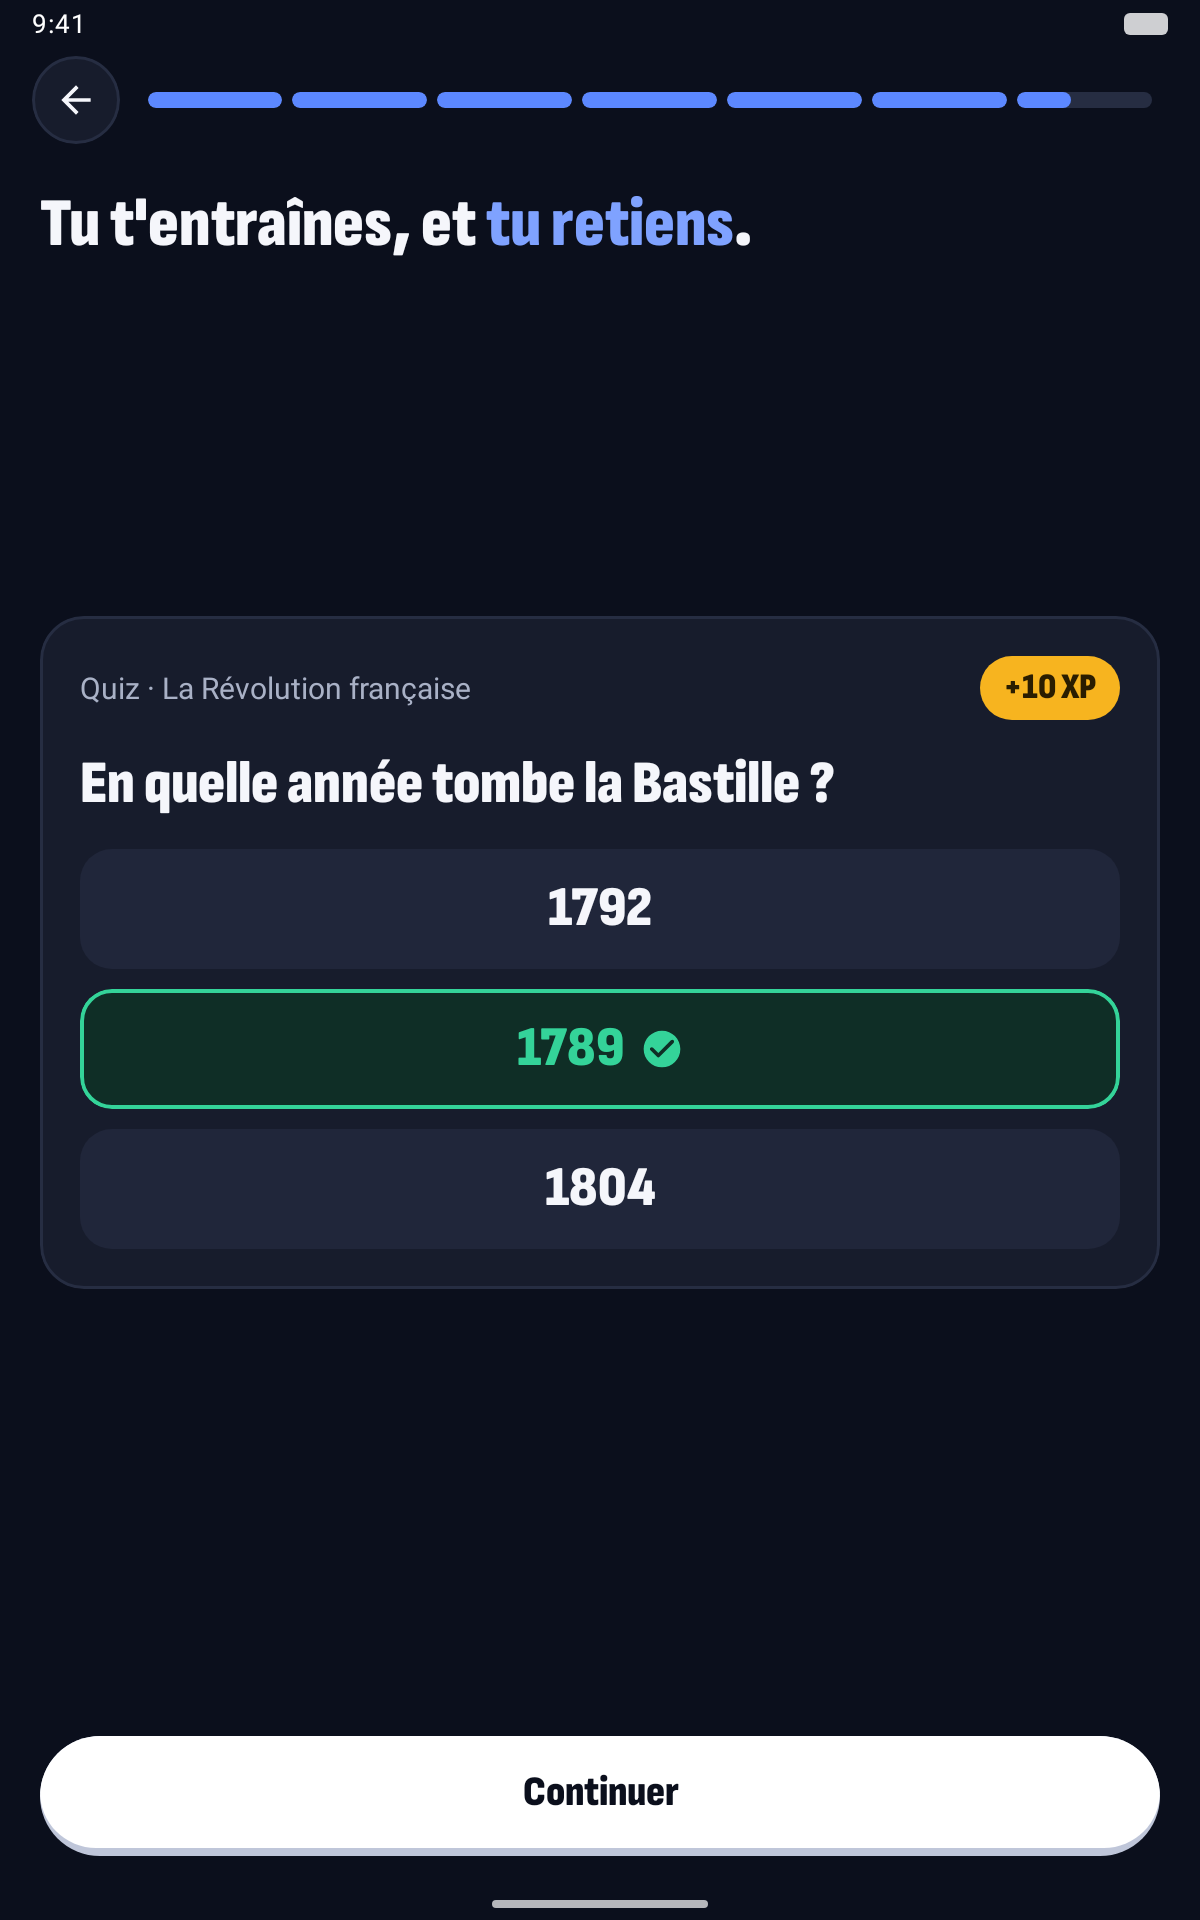 9:41
Tu t'entraînes, et tu retiens.
Quiz · La Révolution française
+10 XP
En quelle année tombe la Bastille ?
1792
1789
1804
Continuer